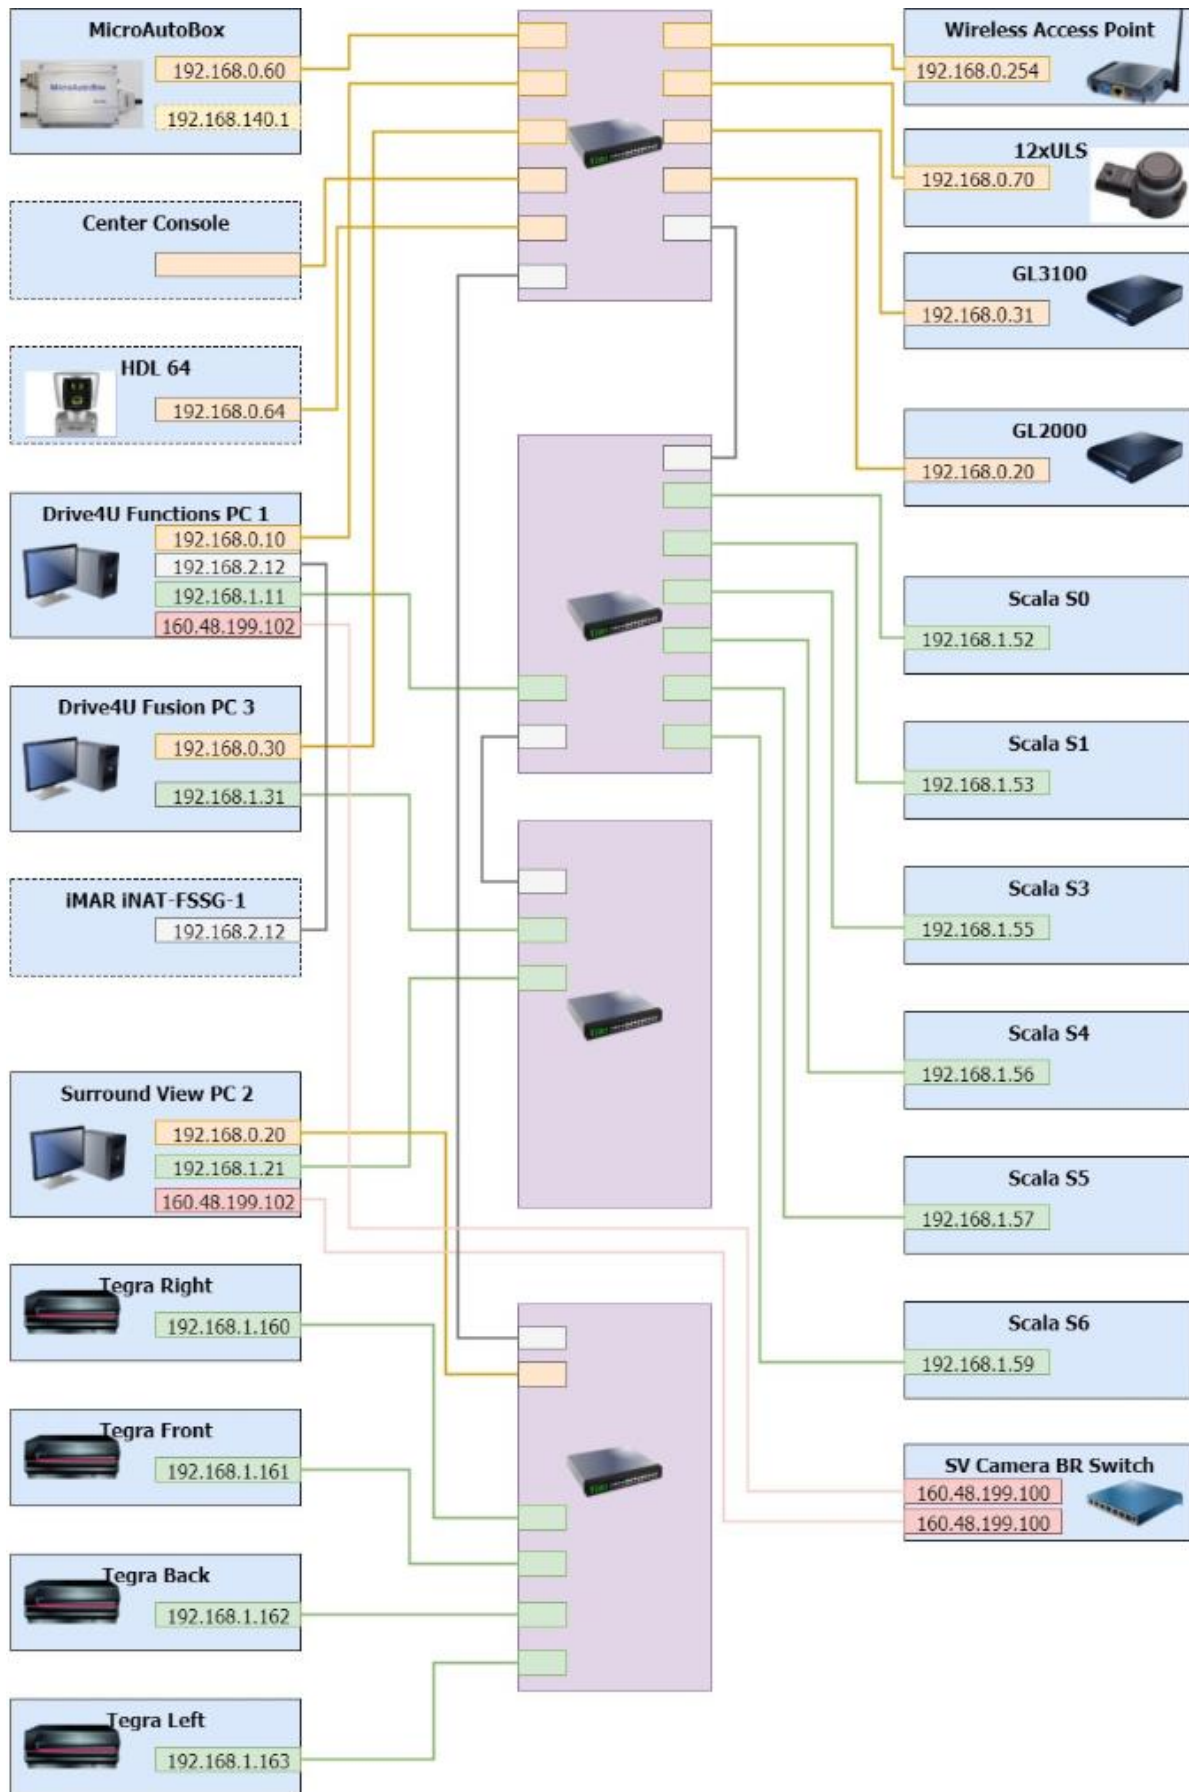 MicroAutoBox
192.168.0.60
MicroAutoBox
192.168.140.1
Center Console
HDL 64
192.168.0.64
Drive4U Functions PC 1
192.168.0.10
192.168.2.12
192.168.1.11
160.48.199.102
Drive4U Fusion PC 3
192.168.0.30
192.168.1.31
iMAR iNAT-FSSG-1
192.168.2.12
Surround View PC 2
192.168.0.20
192.168.1.21
160.48.199.102
Tegra Right
192.168.1.160
Tegra Front
192.168.1.161
Tegra Back
192.168.1.162
Tegra Left
192.168.1.163
Wireless Access Point
192.168.0.254
12xULS
192.168.0.70
GL3100
192.168.0.31
GL2000
192.168.0.20
Scala S0
192.168.1.52
Scala S1
192.168.1.53
Scala S3
192.168.1.55
Scala S4
192.168.1.56
Scala S5
192.168.1.57
Scala S6
192.168.1.59
SV Camera BR Switch
160.48.199.100
160.48.199.100